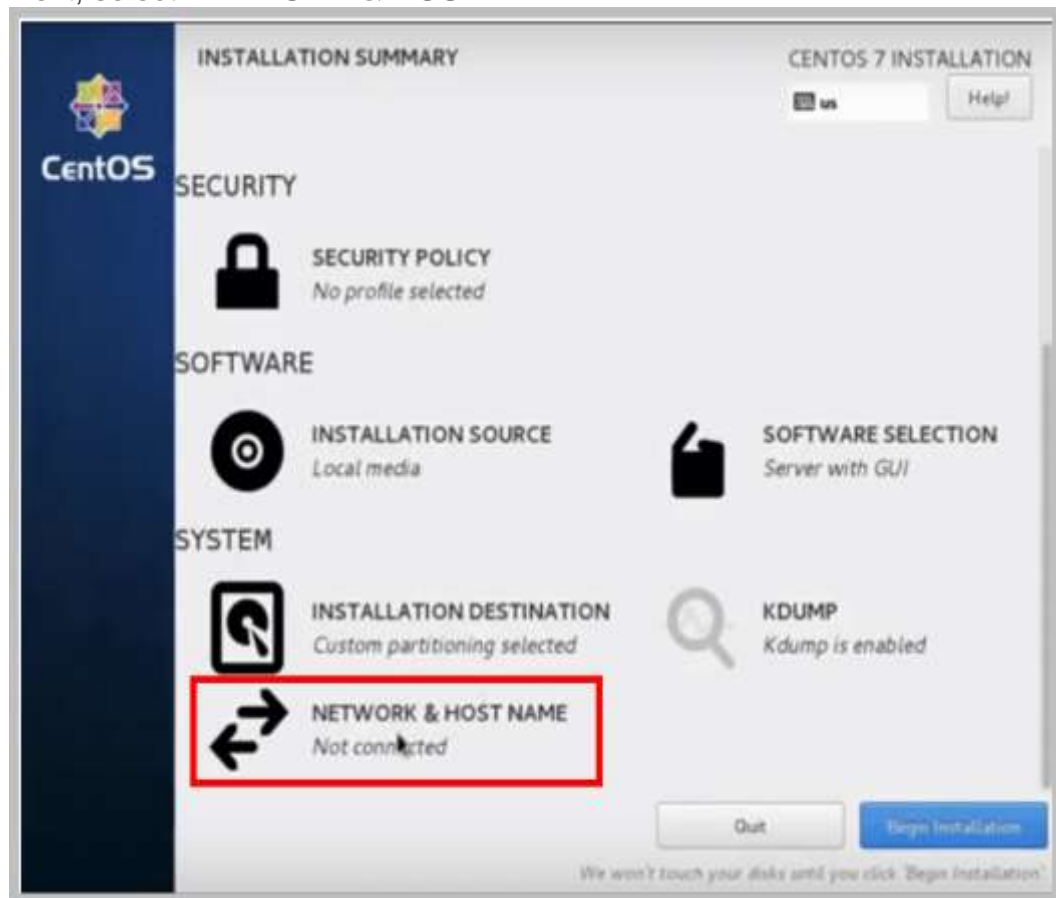 INSTALLATION SUMMARY
CENTOS 7 INSTALLATION
us
Help!
CentOS
SECURITY
SECURITY POLICY
No profile selected
SOFTWARE
INSTALLATION SOURCE
Local media
SOFTWARE SELECTION
Server with GUI
SYSTEM
INSTALLATION DESTINATION
Custom partitioning selected
KDUMP
Kdump is enabled
NETWORK & HOST NAME
Not connected
Quit
Begin Installation
We won't touch your disks until you click 'Begin Installation'